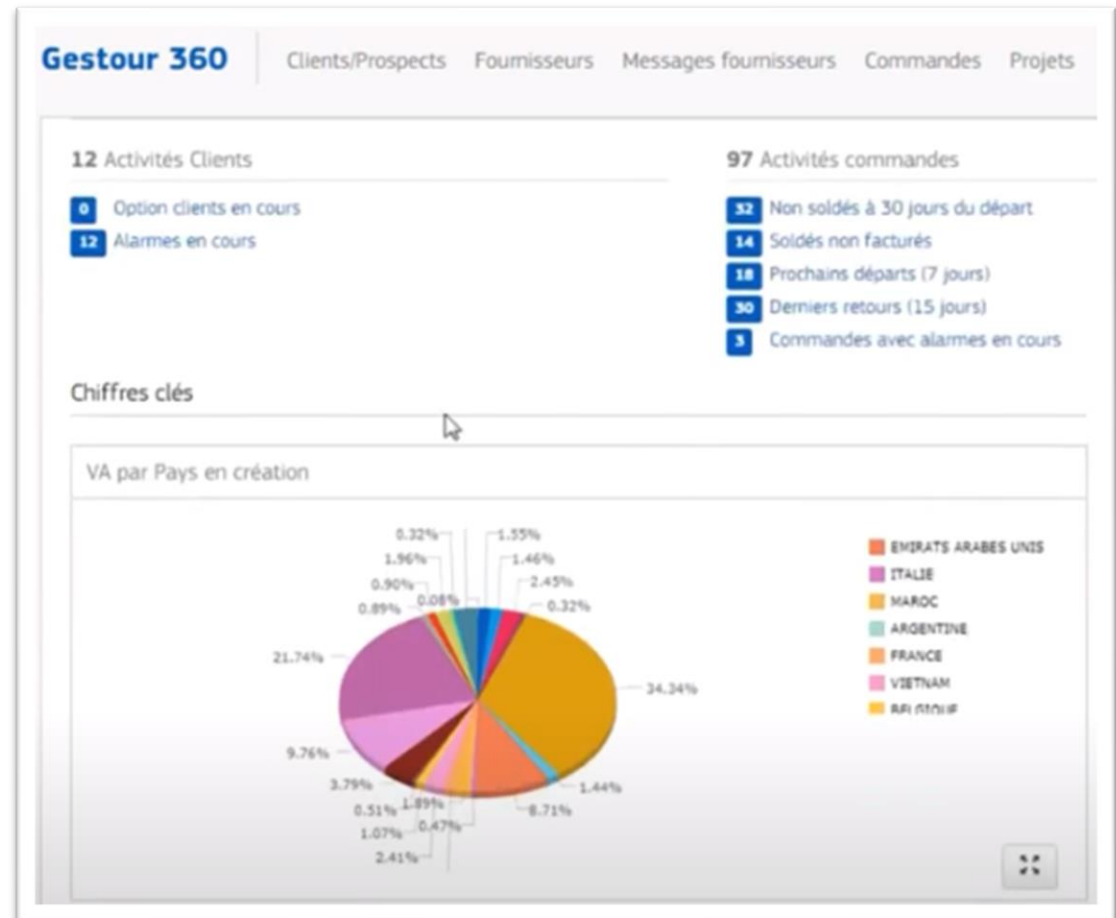 Gestour 360
Clients/Prospects Fournisseurs Messages fournisseurs Commandes Projets
12 Activités Clients
0 Option clients en cours
12 Alarmes en cours
97 Activités commandes
32 Non soldés à 30 jours du départ
14 Soldés non facturés
18 Prochains départs (7 jours)
30 Derniers retours (15 jours)
3 Commandes avec alarmes en cours
Chiffres clés
VA par Pays en création
0.32% 1.55%
1.96% 1.46%
0.90% 2.45%
0.89% 0.08% 0.32%
21.74%
34.34%
9.76%
3.79% 1.44%
0.51% 1.89% 8.71%
1.07% 0.47%
2.41%
EMIRATS ARABES UNIS
ITALIE
MAROC
ARGENTINE
FRANCE
VIETNAM
BELGIQUE